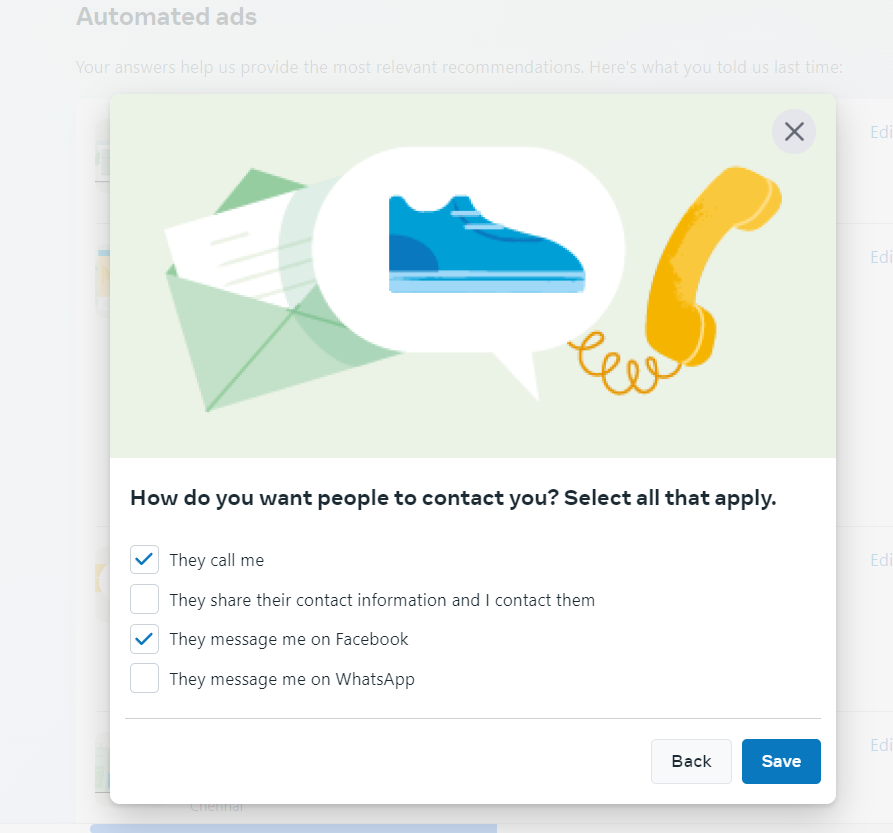 Automated ads
Your answers help us provide the most relevant recommendations. Here's what you told us last time:
Edi
Edi
How do you want people to contact you? Select all that apply.
They call me
Edi
They share their contact information and I contact them
They message me on Facebook
They message me on WhatsApp
Edi
Back
Save
Chennai